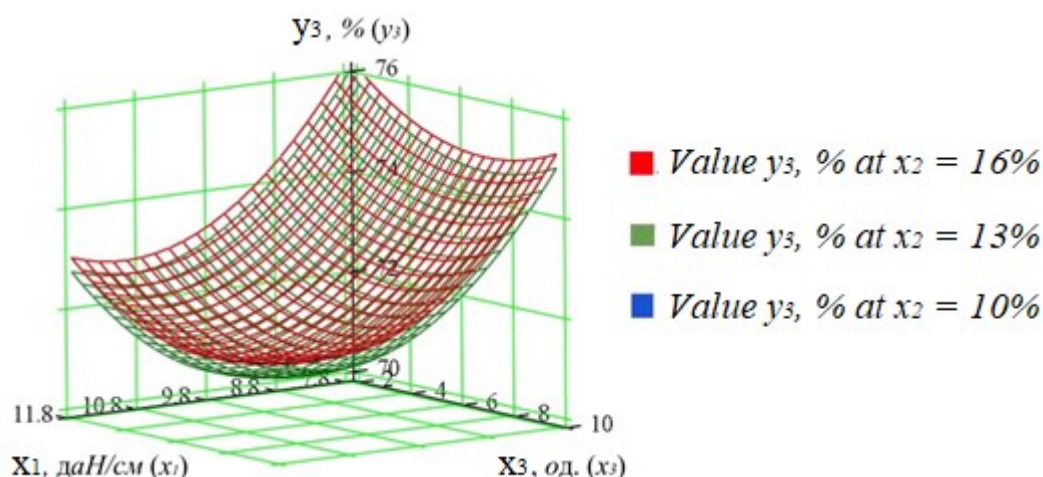 y3, % (y3)
76
74
72
70
11.8 10.8 9.8 8.8 7.8
2 4 6 8 10
x1, даН/см (x1)
x3, од. (x3)
Value y3, % at x2 = 16%
Value y3, % at x2 = 13%
Value y3, % at x2 = 10%